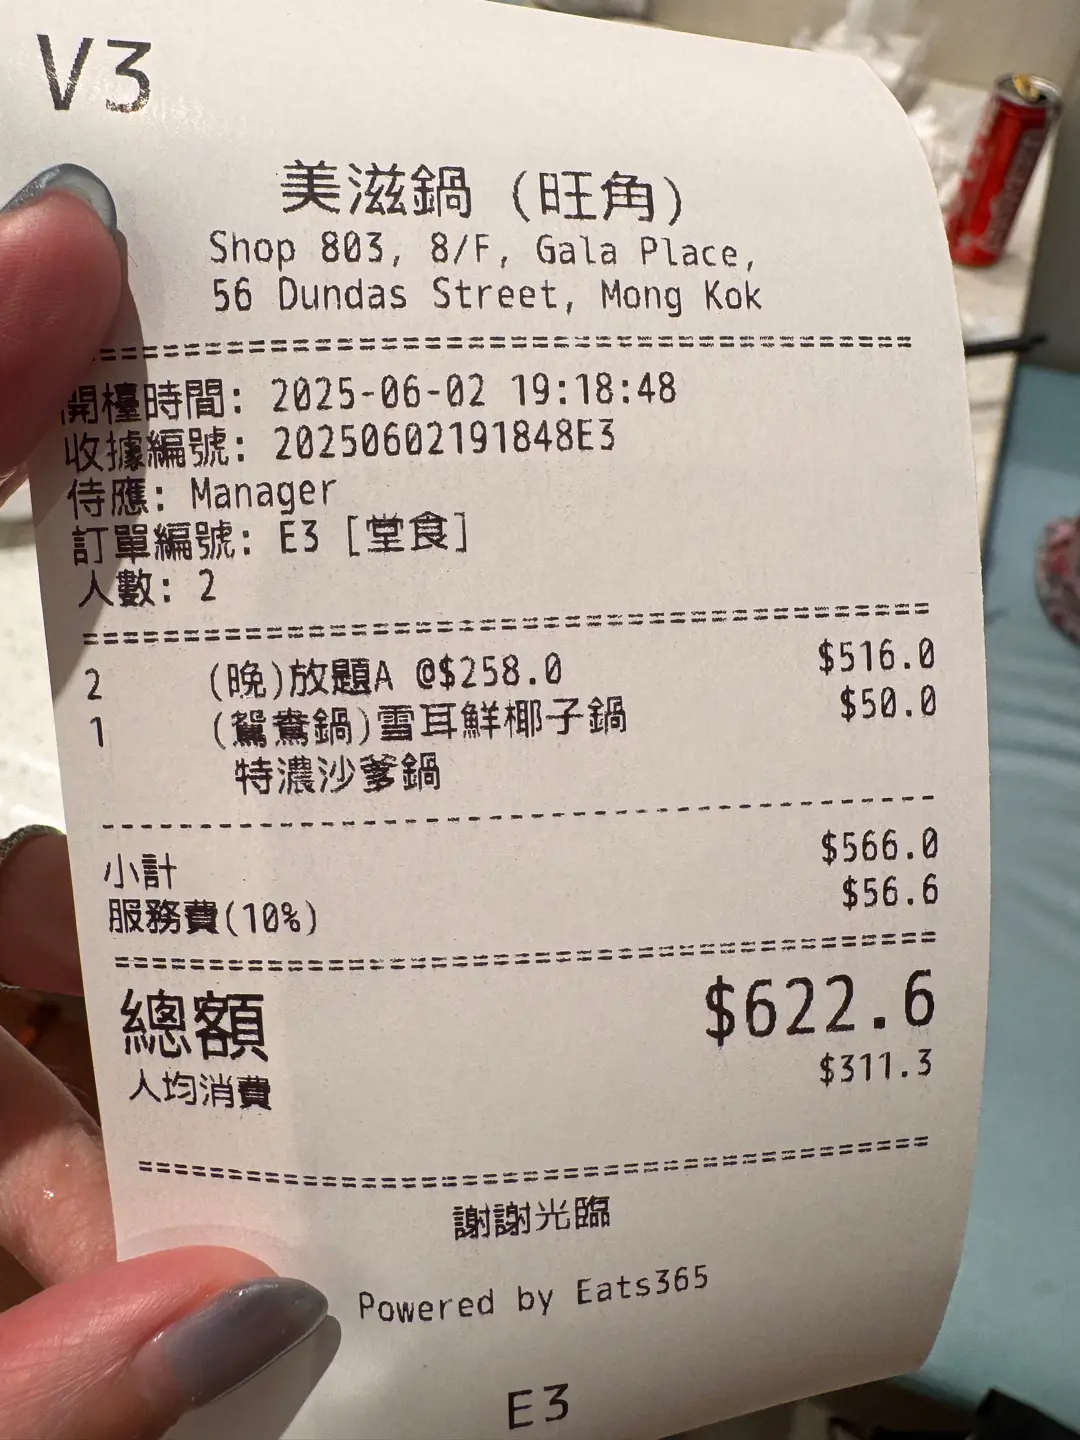 V3
美滋鍋 (旺角)
Shop 803, 8/F, Gala Place,
56 Dundas Street, Mong Kok
開檯時間: 2025-06-02 19:18:48
收據編號: 20250602191848E3
侍應: Manager
訂單編號: E3 [堂食]
人數: 2
2 (晚)放題A @$258.0 $516.0
1 (鴛鴦鍋)雪耳鮮椰子鍋 $50.0
特濃沙爹鍋
小計 $566.0
服務費(10%) $56.6
總額 $622.6
人均消費 $311.3
謝謝光臨
Powered by Eats365
E3